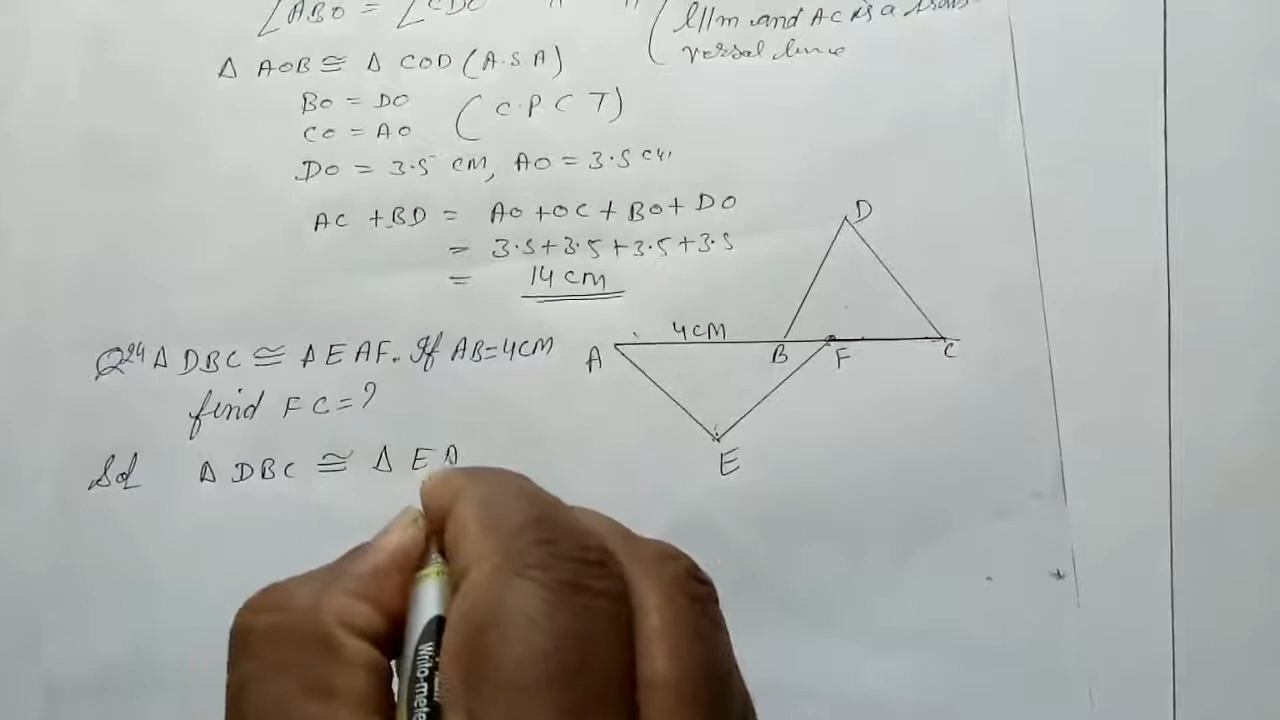 ∠ABO = ∠CDO " "
(l||m and AC is a trans-
versal line
Δ AOB ≅ Δ COD (A.S.A)
BO = DO
CO = AO (C.P.C T)
DO = 3.5 cm, AO = 3.5 cm
AC + BD = AO + OC + BO + DO
= 3.5 + 3.5 + 3.5 + 3.5
= 14 cm
Q24 Δ DBC ≅ Δ EAF. If AB=4CM
find FC=?
Sol Δ DBC ≅ Δ EA
D
4CM
A B F C
E
Write-mete